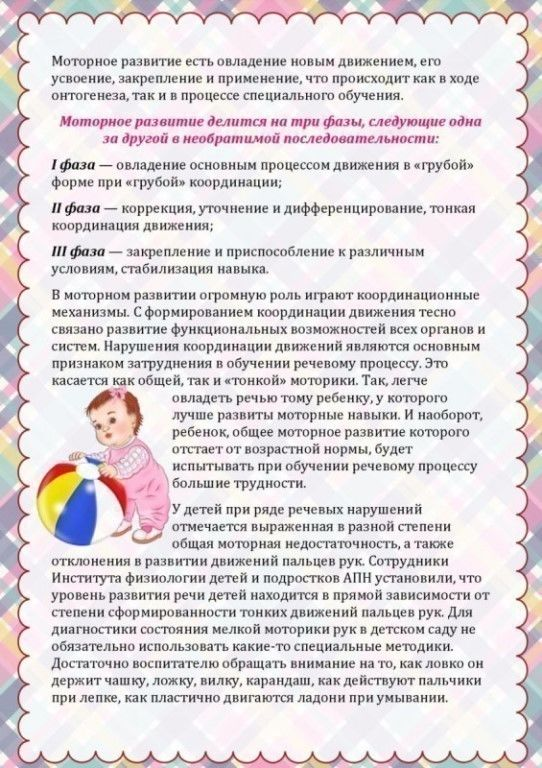 Моторное развитие есть овладение новым движением, его
усвоение, закрепление и применение, что происходит как в ходе
онтогенеза, так и в процессе специального обучения.
Моторное развитие делится на три фазы, следующие одна
за другой в необратимой последовательности:
I фаза — овладение основным процессом движения в «грубой»
форме при «грубой» координации;
II фаза — коррекция, уточнение и дифференцирование, тонкая
координация движения;
III фаза — закрепление и приспособление к различным
условиям, стабилизация навыка.
В моторном развитии огромную роль играют координационные
механизмы. С формированием координации движения тесно
связано развитие функциональных возможностей всех органов и
систем. Нарушения координации движений являются основным
признаком затруднения в обучении речевому процессу. Это
касается как общей, так и «тонкой» моторики. Так, легче
овладеть речью тому ребенку, у которого
лучше развиты моторные навыки. И наоборот,
ребенок, общее моторное развитие которого
отстает от возрастной нормы, будет
испытывать при обучении речевому процессу
большие трудности.
У детей при ряде речевых нарушений
отмечается выраженная в разной степени
общая моторная недостаточность, а также
отклонения в развитии движений пальцев рук. Сотрудники
Института физиологии детей и подростков АПН установили, что
уровень развития речи детей находится в прямой зависимости от
степени сформированности тонких движений пальцев рук. Для
диагностики состояния мелкой моторики рук в детском саду не
обязательно использовать какие-то специальные методики.
Достаточно воспитателю обращать внимание на то, как ловко он
держит чашку, ложку, вилку, карандаш, как действуют пальчики
при лепке, как пластично двигаются ладони при умывании.